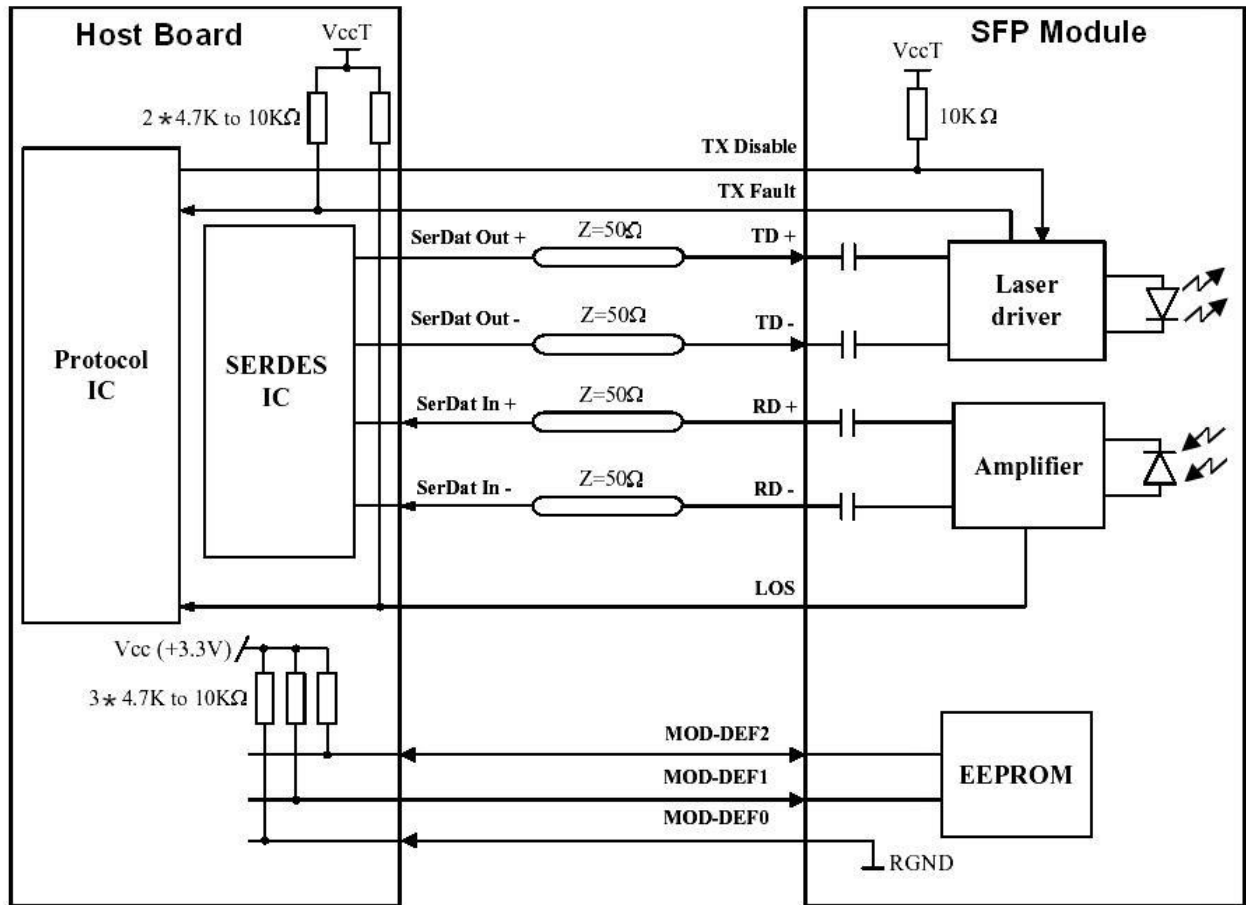 Host Board
VccT
2 * 4.7K to 10KΩ
SFP Module
VccT
10K Ω
TX Disable
TX Fault
SerDat Out +
Z=50Ω
TD +
SerDat Out -
Z=50Ω
TD -
Laser
driver
Protocol
IC
SERDES
IC
SerDat In +
Z=50Ω
RD +
SerDat In -
Z=50Ω
RD -
Amplifier
LOS
Vcc (+3.3V)
3 * 4.7K to 10KΩ
MOD-DEF2
MOD-DEF1
MOD-DEF0
EEPROM
RGND